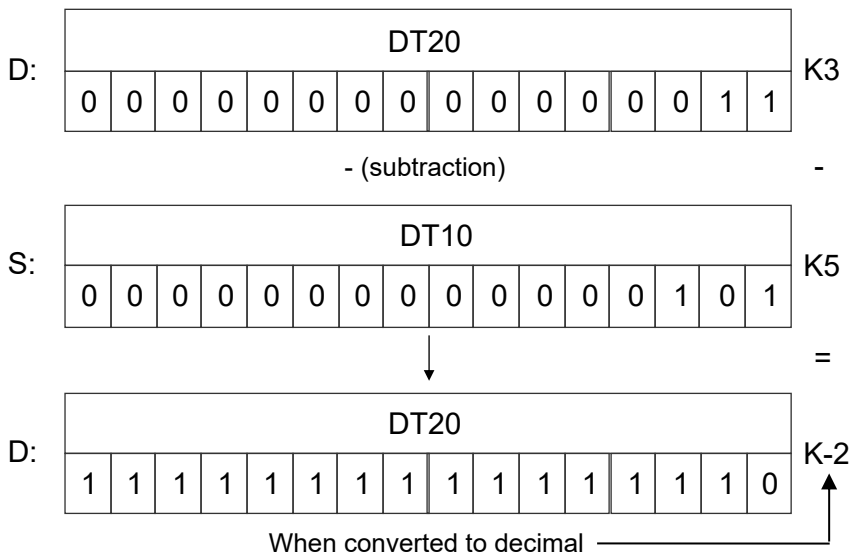 DT20
D: K3
0 0 0 0 0 0 0 0 0 0 0 0 0 0 1 1
- (subtraction) -
DT10
S: K5
0 0 0 0 0 0 0 0 0 0 0 0 0 1 0 1
=
DT20
D: K-2
1 1 1 1 1 1 1 1 1 1 1 1 1 1 1 0
When converted to decimal